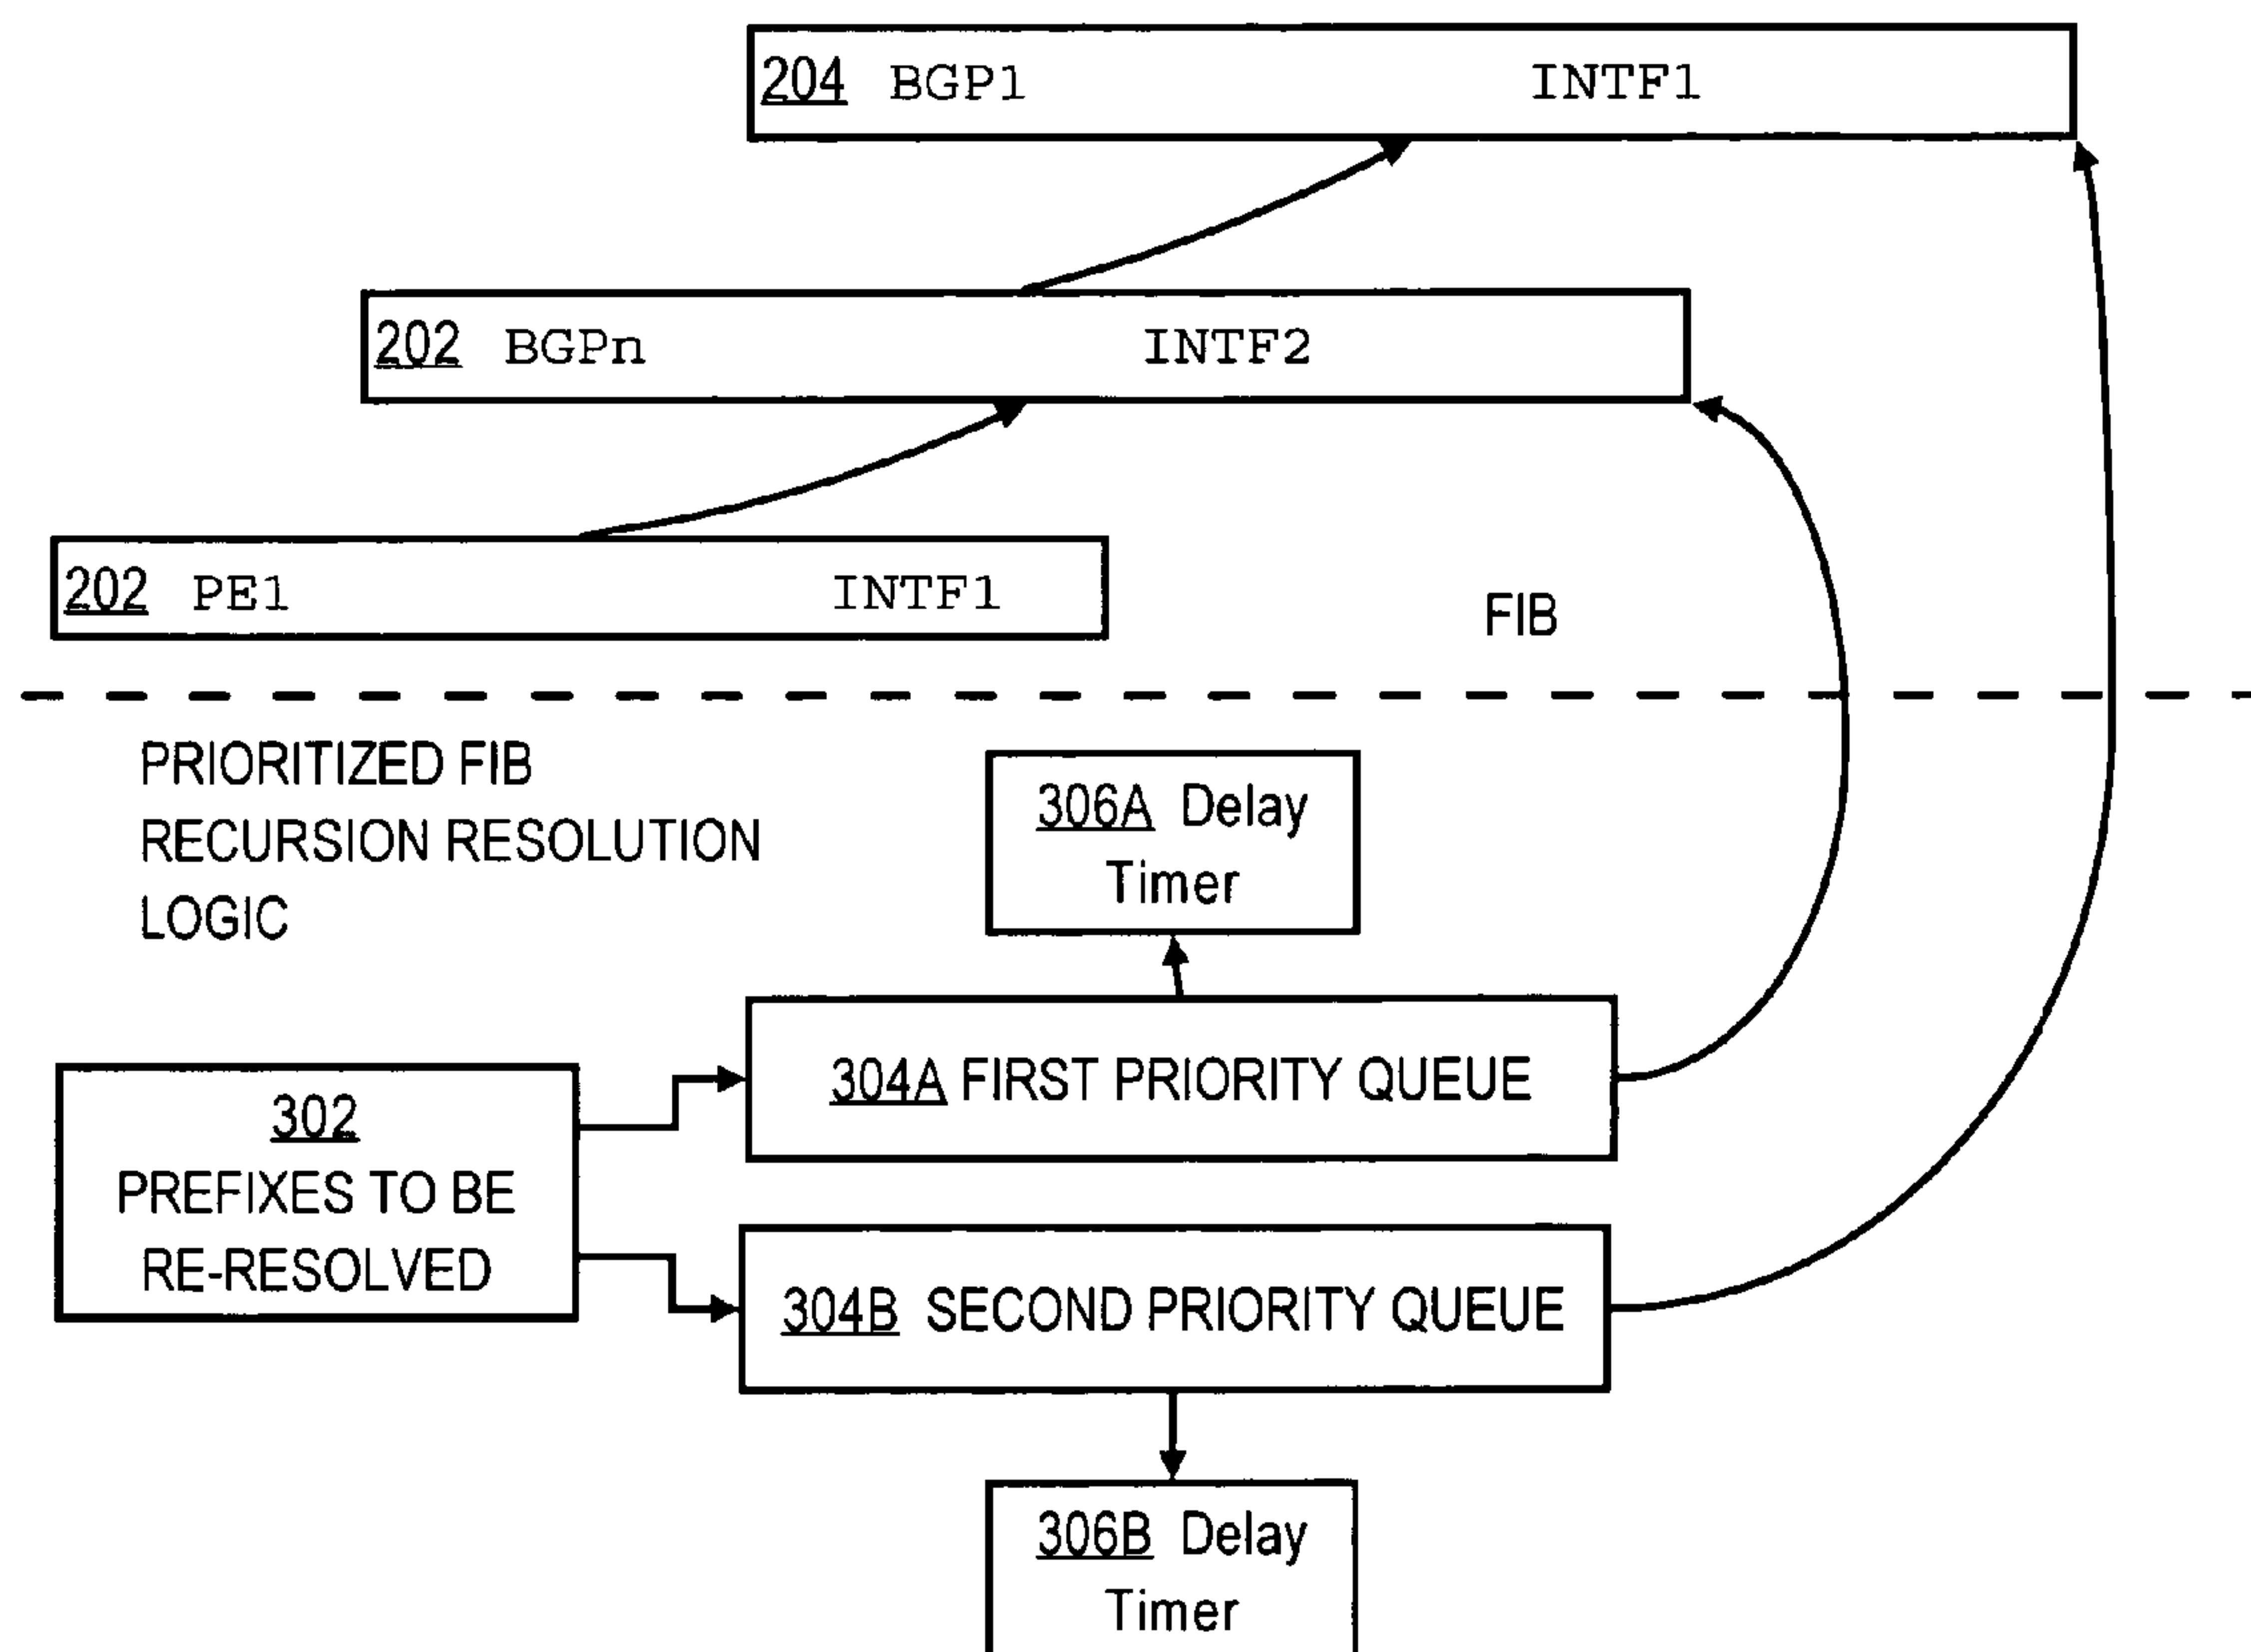 204 BGP1 INTF1
202 BGPn INTF2
202 PE1 INTF1
FIB
PRIORITIZED FIB
RECURSION RESOLUTION
LOGIC
306A Delay
Timer
304A FIRST PRIORITY QUEUE
302
PREFIXES TO BE
RE-RESOLVED
304B SECOND PRIORITY QUEUE
306B Delay
Timer